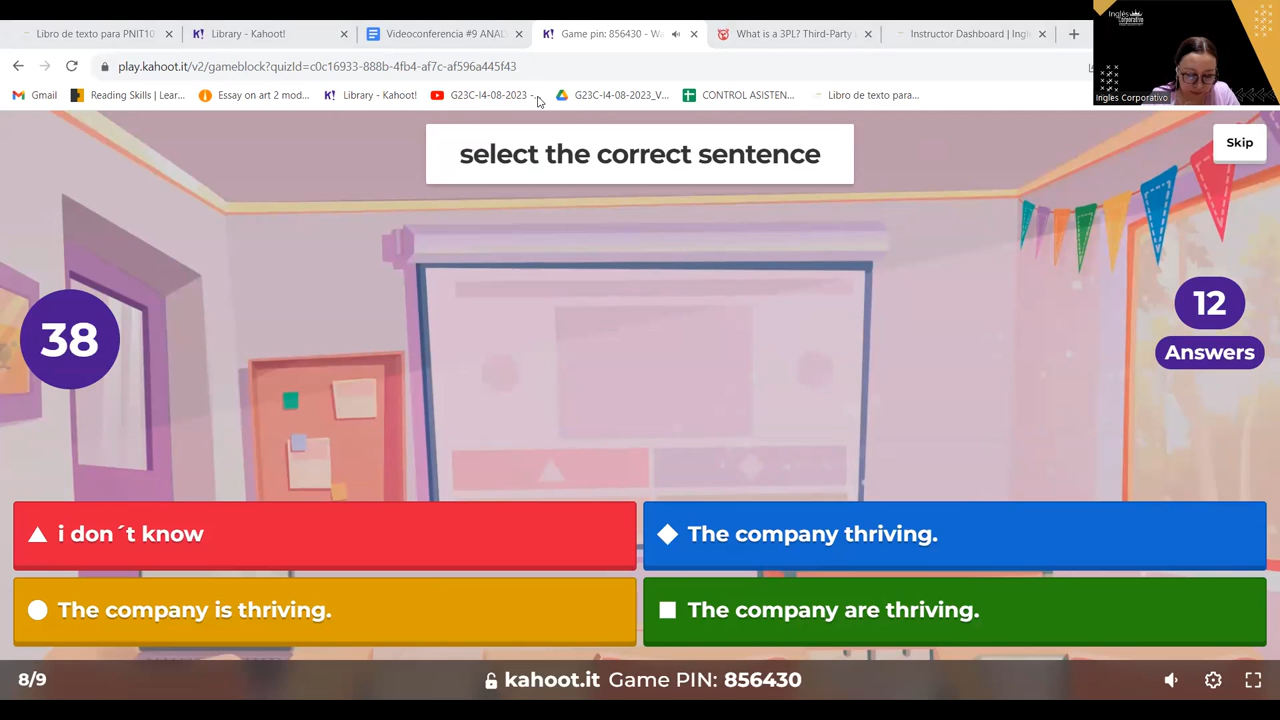 Libro de texto para PNIT10
Library - Kahoot!
Videoconferencia #9 ANAL
Game pin: 856430 - Wa
What is a 3PL? Third-Party
Instructor Dashboard | Ingl
play.kahoot.it/v2/gameblock?quizId=c0c16933-888b-4fb4-af7c-af596a445f43
Gmail
Reading Skills | Lear...
Essay on art 2 mod...
Library - Kaho
G23C-I4-08-2023 -
G23C-I4-08-2023_V...
CONTROL ASISTEN...
Libro de texto para...
Inglés
Corporativo
Ingles Corporativo
select the correct sentence
Skip
38
12
Answers
i don´t know
The company thriving.
The company is thriving.
The company are thriving.
8/9
kahoot.it Game PIN: 856430